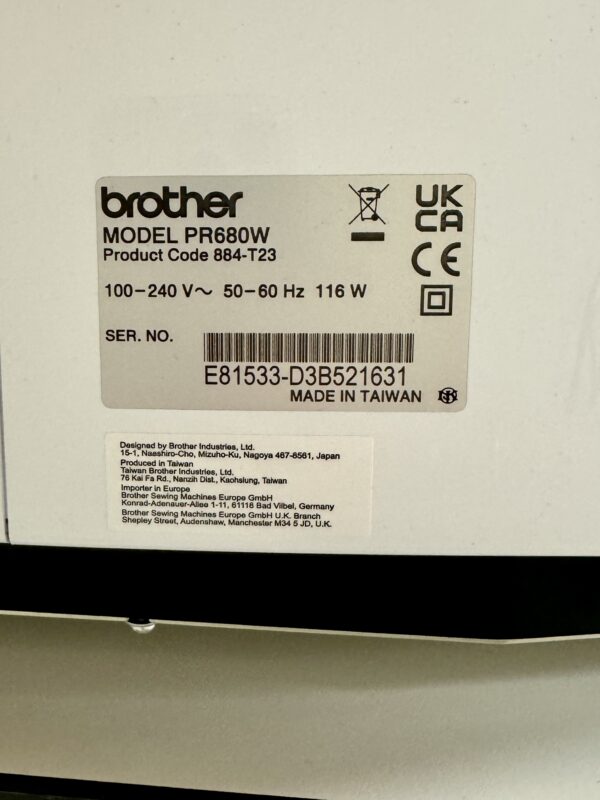 brother
MODEL PR680W
Product Code 884-T23
100-240 V~ 50-60 Hz 116 W
SER. NO.
E81533-D3B521631
MADE IN TAIWAN
UK
CA
CE
Designed by Brother Industries, Ltd.
15-1, Naeshiro-Cho, Mizuho-Ku, Nagoya 467-8561, Japan
Produced in Taiwan
Taiwan Brother Industries, Ltd.
76 Kai Fa Rd., Nanzih Dist., Kaohsiung, Taiwan
Importer in Europe
Brother Sewing Machines Europe GmbH
Konrad-Adenauer-Allee 1-11, 61118 Bad Vilbel, Germany
Brother Sewing Machines Europe GmbH U.K. Branch
Shepley Street, Audenshaw, Manchester M34 5 JD, U.K.